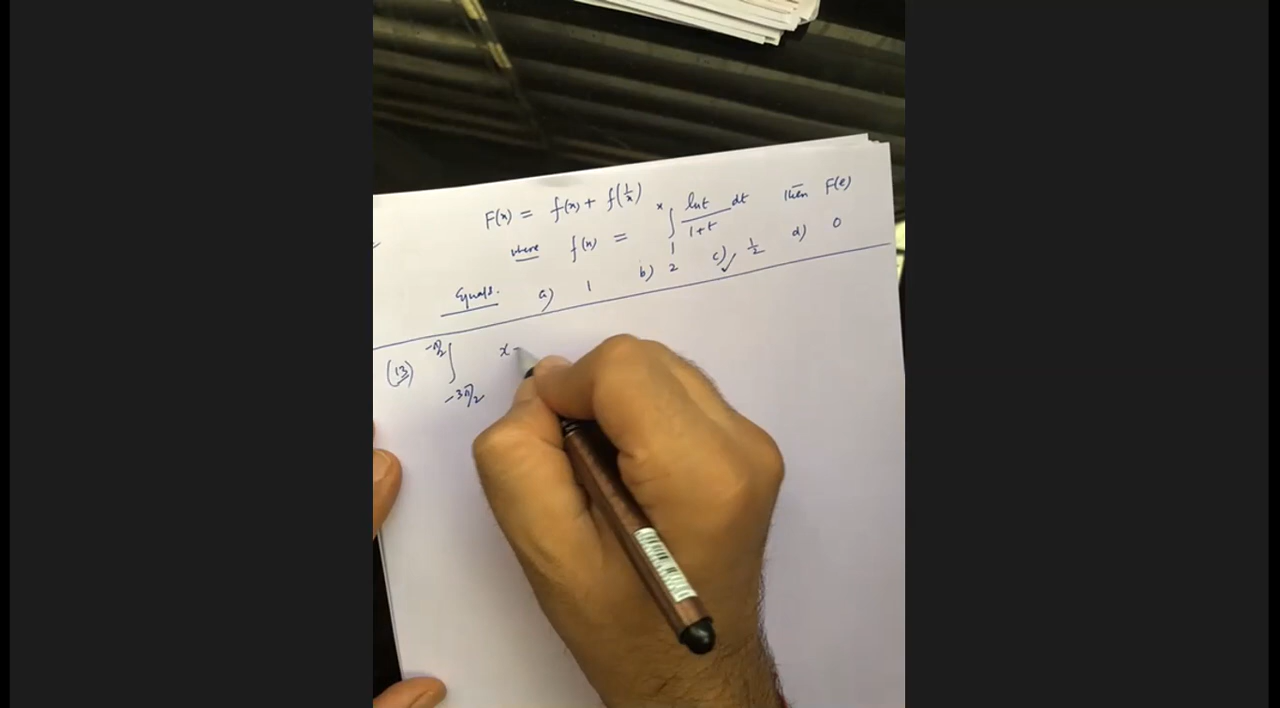 F(x) = f(x) + f(1/x)
where f(x) = ∫₁ˣ ln t / 1+t dt then F(e)
Equals. a) 1 b) 2 c) ✓ 1/2 d) 0
(13) ∫ -3π/2 -π/2 x